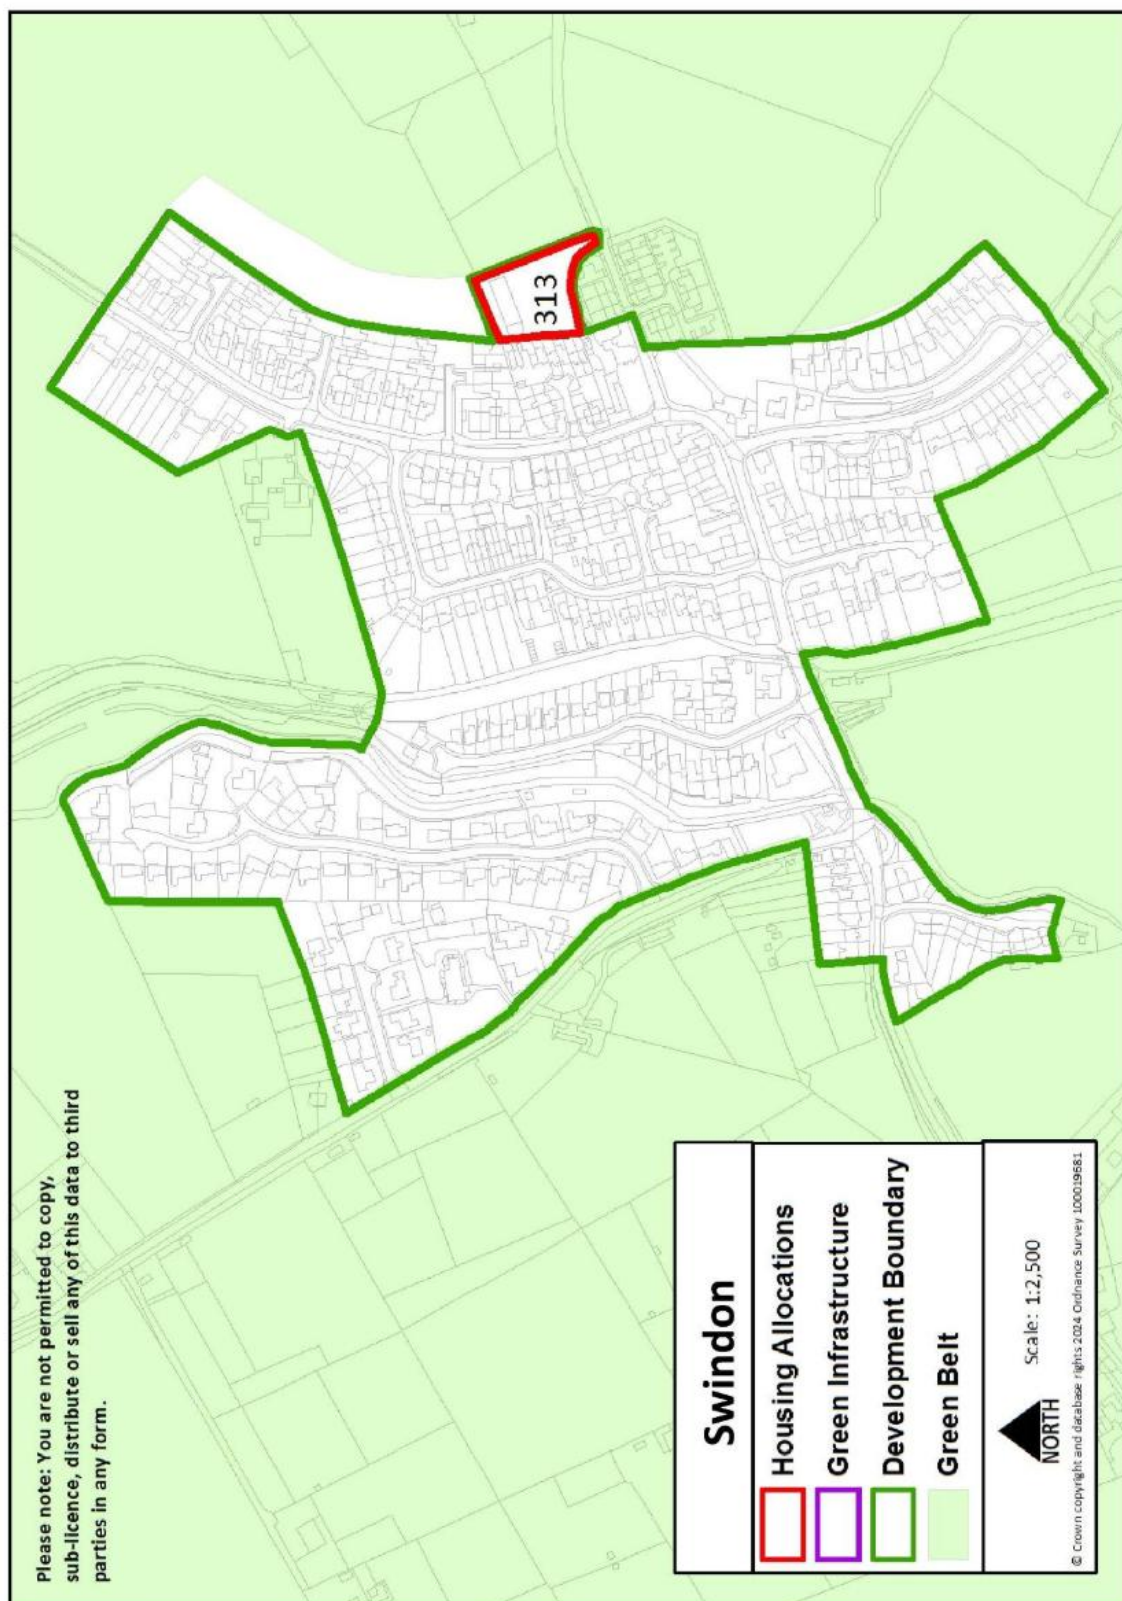 Please note: You are not permitted to copy,
sub-licence, distribute or sell any of this data to third
parties in any form.
313
Swindon
Housing Allocations
Green Infrastructure
Development Boundary
Green Belt
NORTH
Scale: 1:2,500
© Crown copyright and database rights 2024 Ordnance Survey 100019681